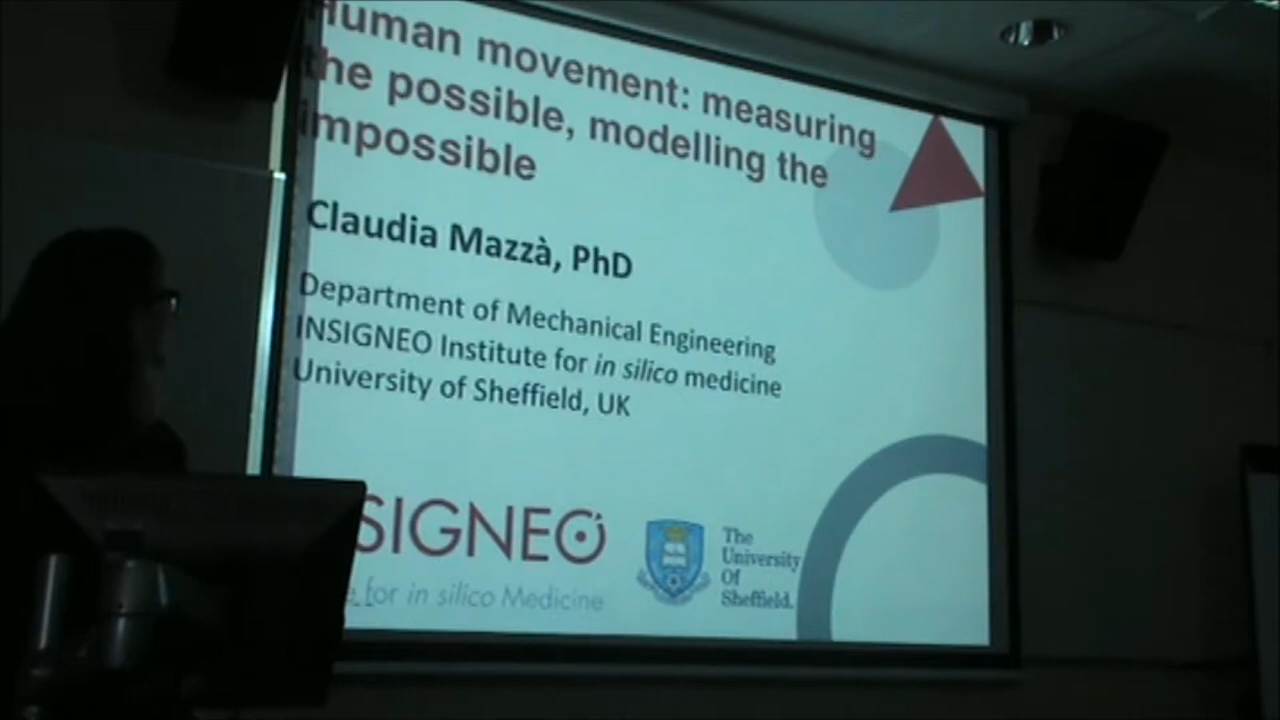 Human movement: measuring
the possible, modelling the
impossible
Claudia Mazzà, PhD
Department of Mechanical Engineering
INSIGNEO Institute for in silico medicine
University of Sheffield, UK
SIGNEO
for in silico Medicine
The
University
Of
Sheffield.